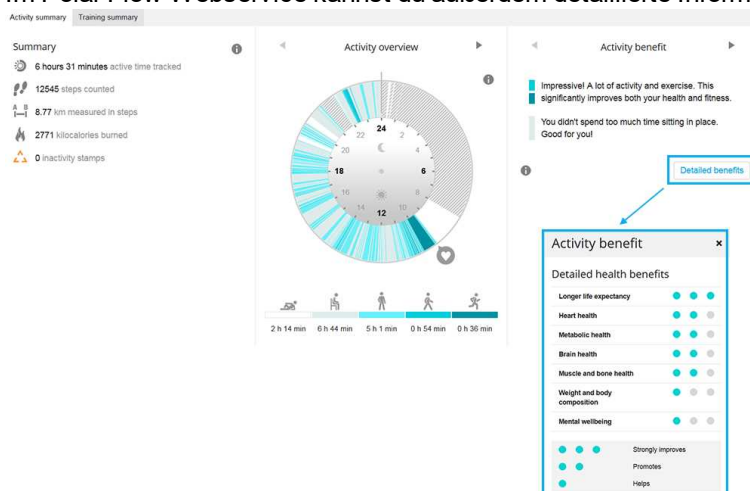 Activity summary Training summary
Summary
6 hours 31 minutes active time tracked
12545 steps counted
A B
8.77 km measured in steps
2771 kilocalories burned
0 inactivity stamps
Activity overview
24
2
4
6
8
10
12
14
16
18
20
22
2 h 14 min 6 h 44 min 5 h 1 min 0 h 54 min 0 h 36 min
Activity benefit
Impressive! A lot of activity and exercise. This
significantly improves both your health and fitness.
You didn't spend too much time sitting in place.
Good for you!
Detailed benefits
Activity benefit ×
Detailed health benefits
Longer life expectancy
Heart health
Metabolic health
Brain health
Muscle and bone health
Weight and body
composition
Mental wellbeing
Strongly improves
Promotes
Helps